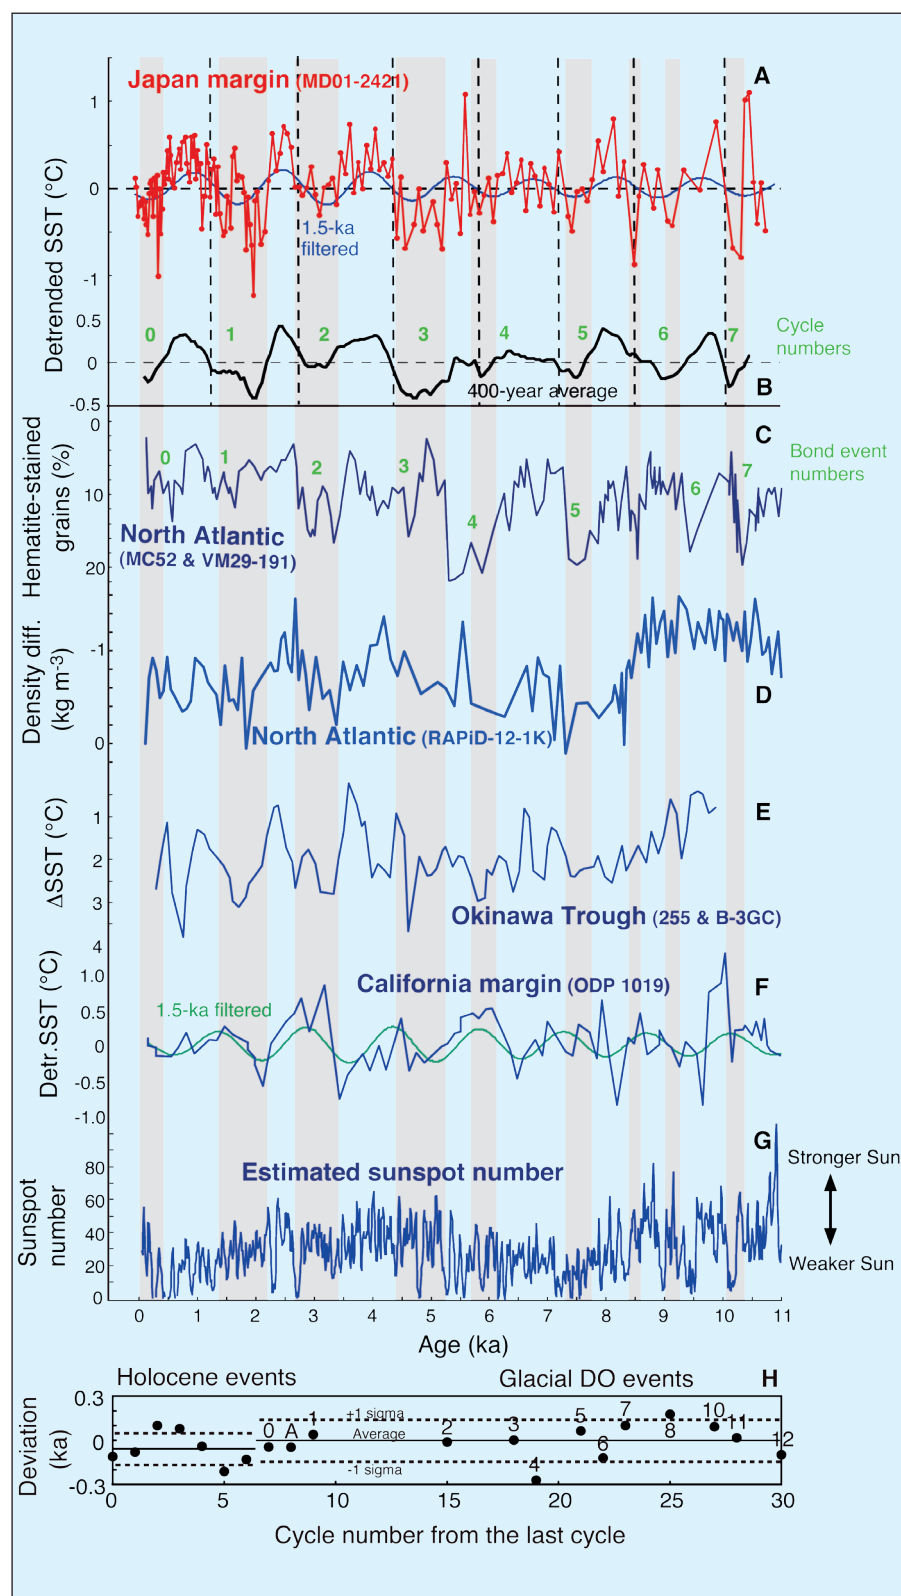 A
Japan margin (MD01-2421)
1
0
-1
Detrended SST (°C)
1.5-ka
filtered
0.5
0
-0.5
0 1 2 3 4 5 6 7
Cycle
numbers
400-year average
B
C
0
10
20
Hematite-stained
grains (%)
0 1 2 3 4 5 6 7
Bond event
numbers
North Atlantic
(MC52 & VM29-191)
-1
0
Density diff.
(kg m-3)
D
North Atlantic (RAPiD-12-1K)
E
1
2
3
4
ΔSST (°C)
Okinawa Trough (255 & B-3GC)
California margin (ODP 1019)
F
1.5-ka filtered
1.0
0.5
0
-0.5
-1.0
Detr.SST (°C)
G
Estimated sunspot number
Stronger Sun
Weaker Sun
80
60
40
20
0
Sunspot
number
0 1 2 3 4 5 6 7 8 9 10 11
Age (ka)
Holocene events
Glacial DO events
H
0.3
0
-0.3
Deviation
(ka)
+1 sigma
Average
-1 sigma
0 A 1 2 3 4 5 6 7 8 10 11 12
0 5 10 15 20 25 30
Cycle number from the last cycle